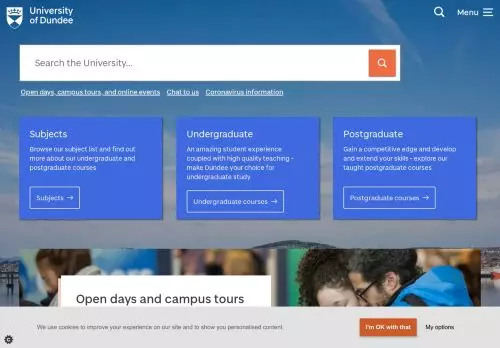 University
of Dundee
Menu
Search the University...
Open days, campus tours, and online events
Chat to us
Coronavirus information
Subjects
Browse our subject list and find out
more about our undergraduate and
postgraduate courses
Subjects
Undergraduate
An amazing student experience
coupled with high quality teaching -
make Dundee your choice for
undergraduate study
Undergraduate courses
Postgraduate
Gain a competitive edge and develop
and extend your skills - explore our
taught postgraduate courses
Postgraduate courses
Open days and campus tours
We use cookies to improve your experience on our site and to show you personalised content.
I'm OK with that
My options